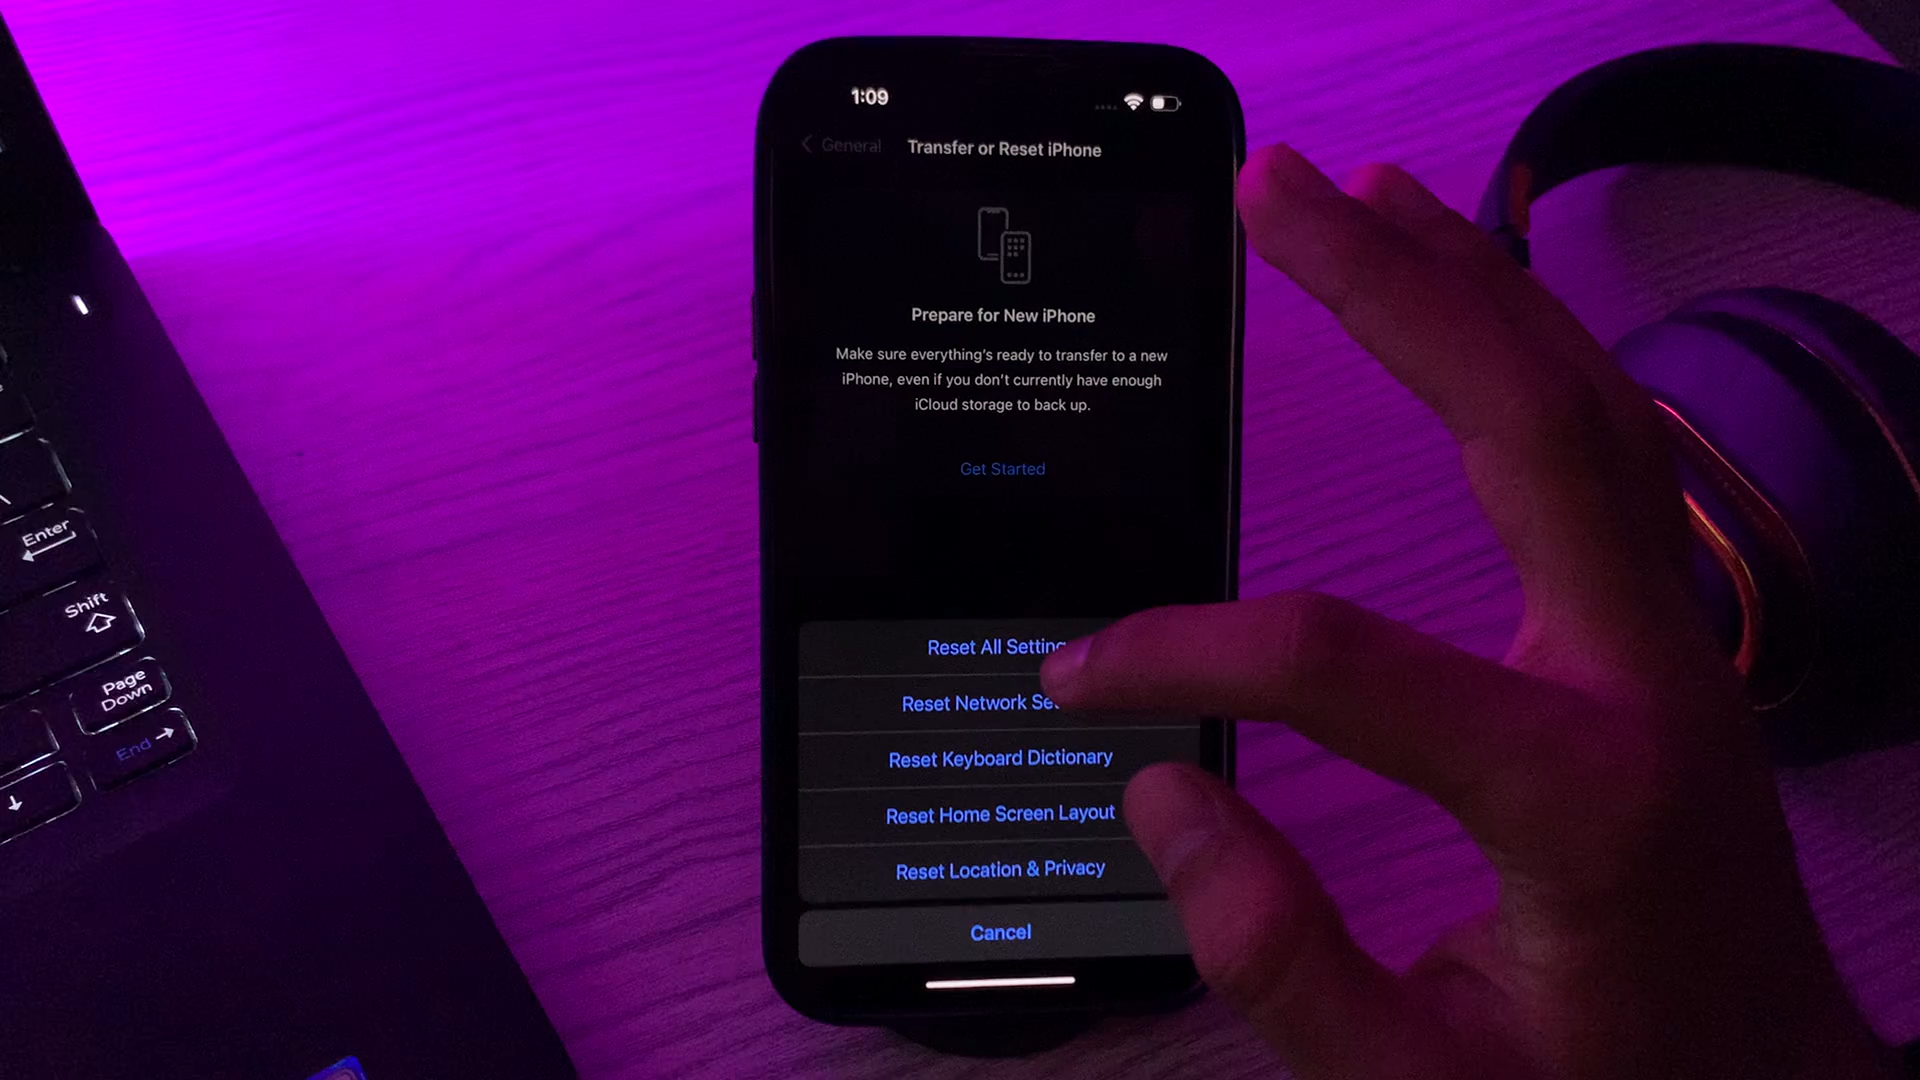 1:09
General
Transfer or Reset iPhone
Prepare for New iPhone
Make sure everything's ready to transfer to a new
iPhone, even if you don't currently have enough
iCloud storage to back up.
Get Started
Reset All
Reset Network
Reset Keyboard Dictionary
Reset Home Screen Layout
Reset Location & Privacy
Cancel
Enter
Shift
Page
Down
End